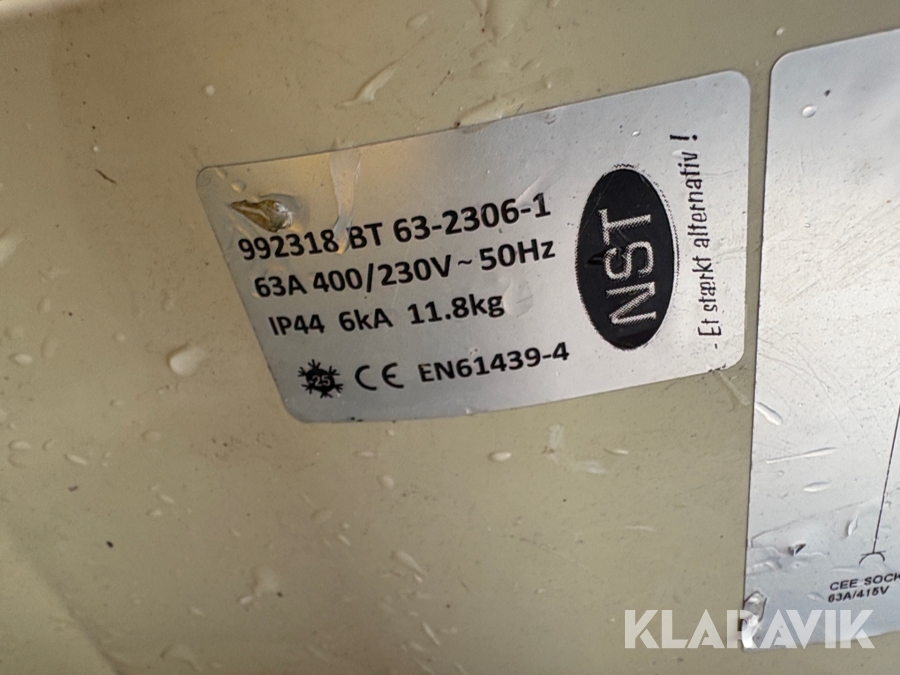 992318 BT 63-2306-1
63A 400/230V ~ 50Hz
IP44 6kA 11.8kg
-25 CE EN61439-4
NST
- Et stærkt alternativ !
CEE SOCK
63A/415V
KLARAVIK